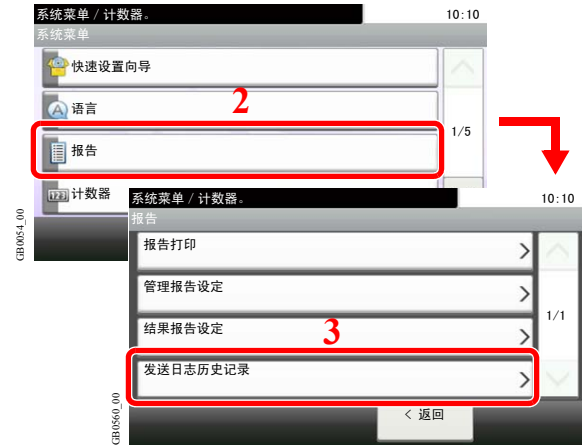 系统菜单 / 计数器。
10:10
系统菜单
快速设置向导
语言
2
报告
1/5
计数器
GB0054_00
系统菜单 / 计数器。
10:10
报告
报告打印
管理报告设定
1/1
结果报告设定
3
发送日志历史记录
< 返回
GB0560_00